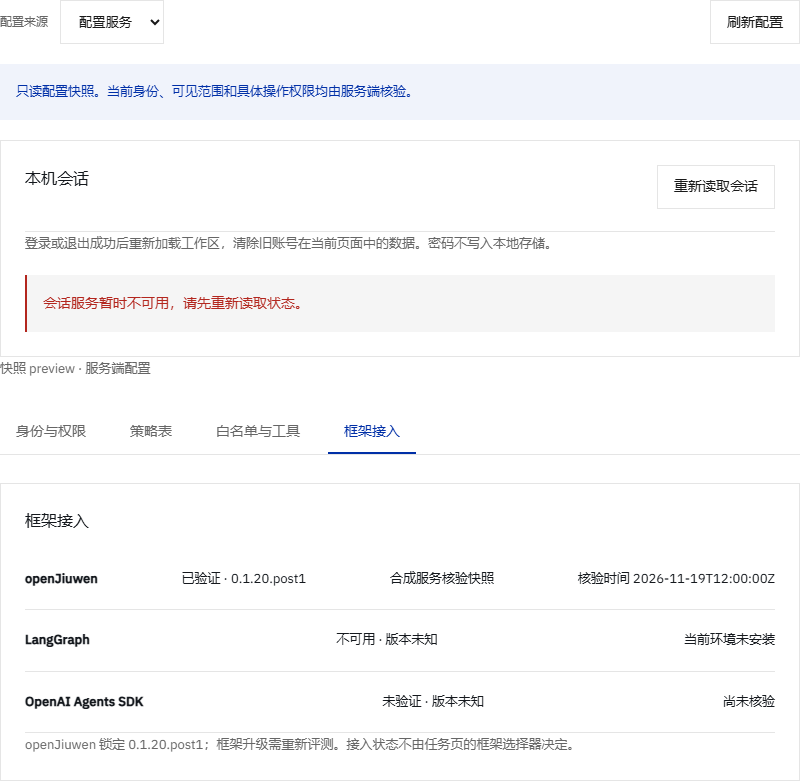 配置来源 配置服务 刷新配置
只读配置快照。当前身份、可见范围和具体操作权限均由服务端核验。
本机会话 重新读取会话
登录或退出成功后重新加载工作区，清除旧账号在当前页面中的数据。密码不写入本地存储。
会话服务暂时不可用，请先重新读取状态。
快照 preview · 服务端配置
身份与权限 策略表 白名单与工具 框架接入
框架接入
openJiuwen 已验证 · 0.1.20.post1 合成服务核验快照 核验时间 2026-11-19T12:00:00Z
LangGraph 不可用 · 版本未知 当前环境未安装
OpenAI Agents SDK 未验证 · 版本未知 尚未核验
openJiuwen 锁定 0.1.20.post1；框架升级需重新评测。接入状态不由任务页的框架选择器决定。